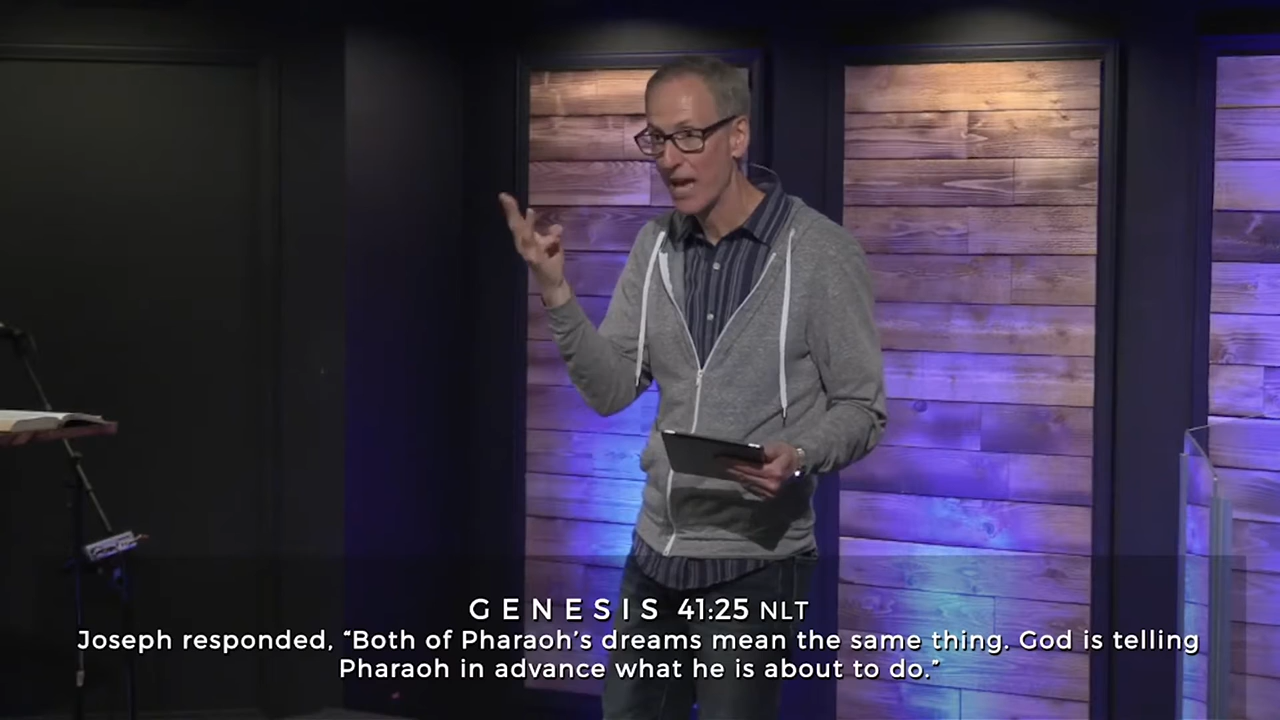 GENESIS 41:25 NLT
Joseph responded, “Both of Pharaoh’s dreams mean the same thing. God is telling
Pharaoh in advance what he is about to do.”